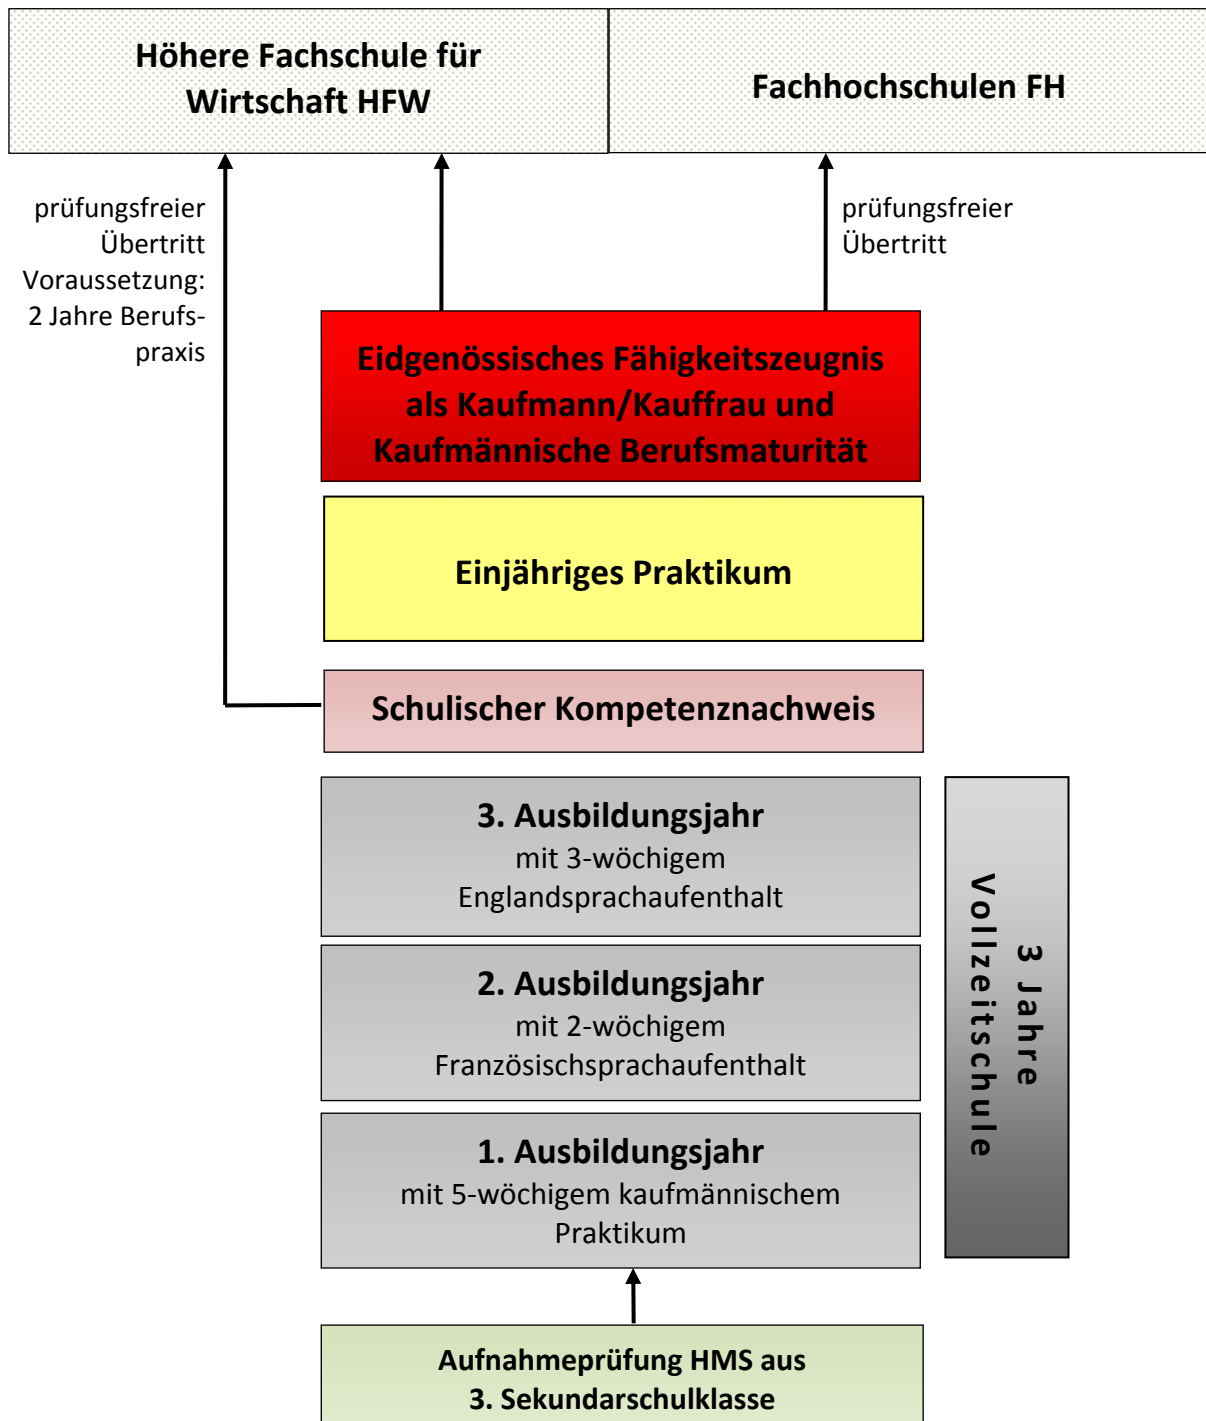 Höhere Fachschule für
Wirtschaft HFW
Fachhochschulen FH
prüfungsfreier
Übertritt
Voraussetzung:
2 Jahre Berufs-
praxis
prüfungsfreier
Übertritt
Eidgenössisches Fähigkeitszeugnis
als Kaufmann/Kauffrau und
Kaufmännische Berufsmaturität
Einjähriges Praktikum
Schulischer Kompetenznachweis
3. Ausbildungsjahr
mit 3-wöchigem
Englandsprachaufenthalt
2. Ausbildungsjahr
mit 2-wöchigem
Französischsprachaufenthalt
1. Ausbildungsjahr
mit 5-wöchigem kaufmännischem
Praktikum
3 Jahre
Vollzeitschule
Aufnahmeprüfung HMS aus
3. Sekundarschulklasse